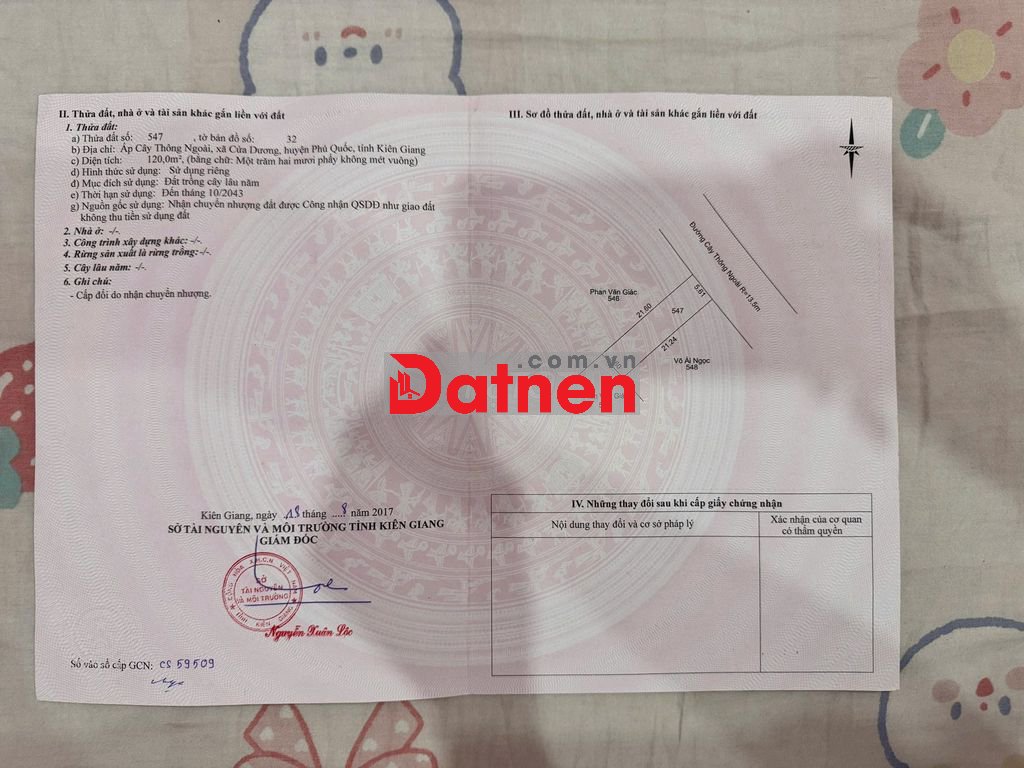 II. Thửa đất, nhà ở và tài sản khác gắn liền với đất
1. Thửa đất:
a) Thửa đất số: 547 , tờ bản đồ số: 32
b) Địa chỉ: Ấp Cây Thông Ngoài, xã Cửa Dương, huyện Phú Quốc, tỉnh Kiên Giang
c) Diện tích: 120,0m², (bằng chữ: Một trăm hai mươi phẩy không mét vuông)
d) Hình thức sử dụng: Sử dụng riêng
đ) Mục đích sử dụng: Đất trồng cây lâu năm
e) Thời hạn sử dụng: Đến tháng 10/2043
g) Nguồn gốc sử dụng: Nhận chuyển nhượng đất được Công nhận QSDĐ như giao đất
không thu tiền sử dụng đất
2. Nhà ở: -/-.
3. Công trình xây dựng khác: -/-.
4. Rừng sản xuất là rừng trồng: -/-.
5. Cây lâu năm: -/-.
6. Ghi chú:
- Cấp đổi do nhận chuyển nhượng.
Kiên Giang, ngày 18 tháng 8 năm 2017
SỞ TÀI NGUYÊN VÀ MÔI TRƯỜNG TỈNH KIÊN GIANG
GIÁM ĐỐC
SỞ
TÀI NGUYÊN
VÀ MÔI TRƯỜNG
TỈNH KIÊN GIANG
Nguyễn Xuân Lộc
Số vào sổ cấp GCN: CS 59509
III. Sơ đồ thửa đất, nhà ở và tài sản khác gắn liền với đất
Đường Cây Thông Ngoài R=13.5m
Phan Văn Giác
546
21.60
5.61
547
21.24
Võ Ái Ngọc
548
.com.vn
Datnen
IV. Những thay đổi sau khi cấp giấy chứng nhận
Nội dung thay đổi và cơ sở pháp lý
Xác nhận của cơ quan
có thẩm quyền